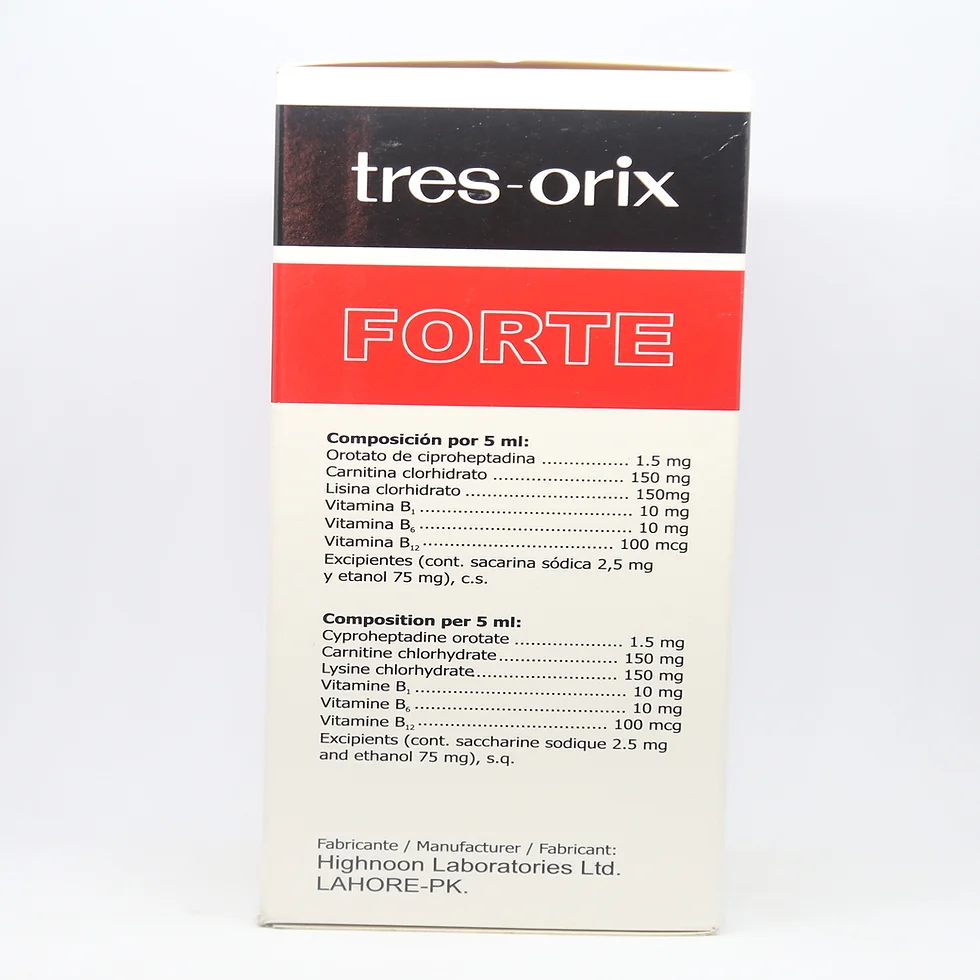 tres-orix
FORTE
Composición por 5 ml:
Orotato de ciproheptadina ................ 1.5 mg
Carnitina clorhidrato ........................ 150 mg
Lisina clorhidrato .............................. 150mg
Vitamina B₁ ....................................... 10 mg
Vitamina B₆ ....................................... 10 mg
Vitamina B₁₂ ................................... 100 mcg
Excipientes (cont. sacarina sódica 2,5 mg
y etanol 75 mg), c.s.
Composition per 5 ml:
Cyproheptadine orotate .................... 1.5 mg
Carnitine chlorhydrate...................... 150 mg
Lysine chlorhydrate.......................... 150 mg
Vitamine B₁ ...................................... 10 mg
Vitamine B₆ ...................................... 10 mg
Vitamine B₁₂ .................................. 100 mcg
Excipients (cont. saccharine sodique 2.5 mg
and ethanol 75 mg), s.q.
Fabricante / Manufacturer / Fabricant:
Highnoon Laboratories Ltd.
LAHORE-PK.